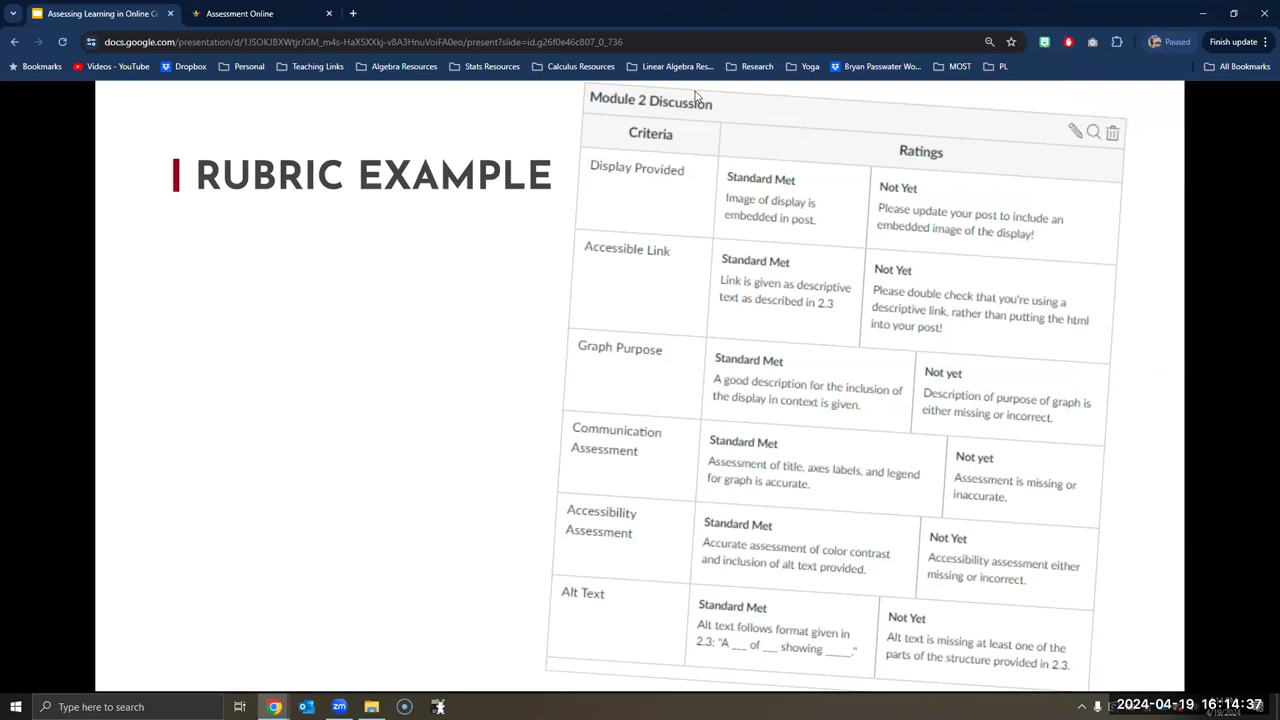 Assessing Learning in Online Co
Assessment Online
docs.google.com/presentation/d/1JSOKJBXWtjrJGM_m4s-HaX5XXkj-v8A3HnuVoiFA0eo/present?slide=id.g26f0e46c807_0_736
Paused
Finish update
Bookmarks
Videos - YouTube
Dropbox
Personal
Teaching Links
Algebra Resources
Stats Resources
Calculus Resources
Linear Algebra Res...
Research
Yoga
Bryan Passwater Wo...
MOST
PL
All Bookmarks
RUBRIC EXAMPLE
Module 2 Discussion
Criteria
Ratings
Display Provided
Standard Met
Image of display is
embedded in post.
Not Yet
Please update your post to include an
embedded image of the display!
Accessible Link
Standard Met
Link is given as descriptive
text as described in 2.3
Not Yet
Please double check that you're using a
descriptive link, rather than putting the html
into your post!
Graph Purpose
Standard Met
A good description for the inclusion of
the display in context is given.
Not yet
Description of purpose of graph is
either missing or incorrect.
Communication
Assessment
Standard Met
Assessment of title, axes labels, and legend
for graph is accurate.
Not yet
Assessment is missing or
inaccurate.
Accessibility
Assessment
Standard Met
Accurate assessment of color contrast
and inclusion of alt text provided.
Not Yet
Accessibility assessment either
missing or incorrect.
Alt Text
Standard Met
Alt text follows format given in
2.3: "A ___ of ___ showing _____."
Not Yet
Alt text is missing at least one of the
parts of the structure provided in 2.3.
Type here to search
zm
2024-04-19 16:14:37